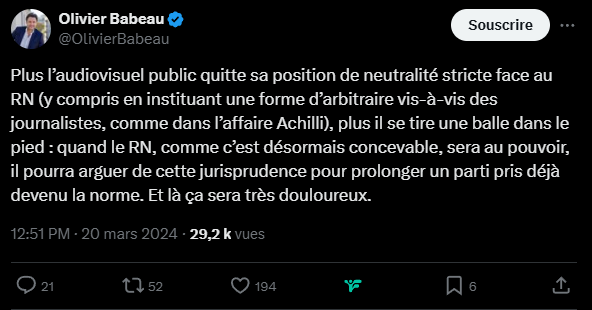 Olivier Babeau
@OlivierBabeau
Souscrire
Plus l’audiovisuel public quitte sa position de neutralité stricte face au
RN (y compris en instituant une forme d’arbitraire vis-à-vis des
journalistes, comme dans l’affaire Achilli), plus il se tire une balle dans le
pied : quand le RN, comme c’est désormais concevable, sera au pouvoir,
il pourra arguer de cette jurisprudence pour prolonger un parti pris déjà
devenu la norme. Et là ça sera très douloureux.
12:51 PM · 20 mars 2024 · 29,2 k vues
21 52 194 6